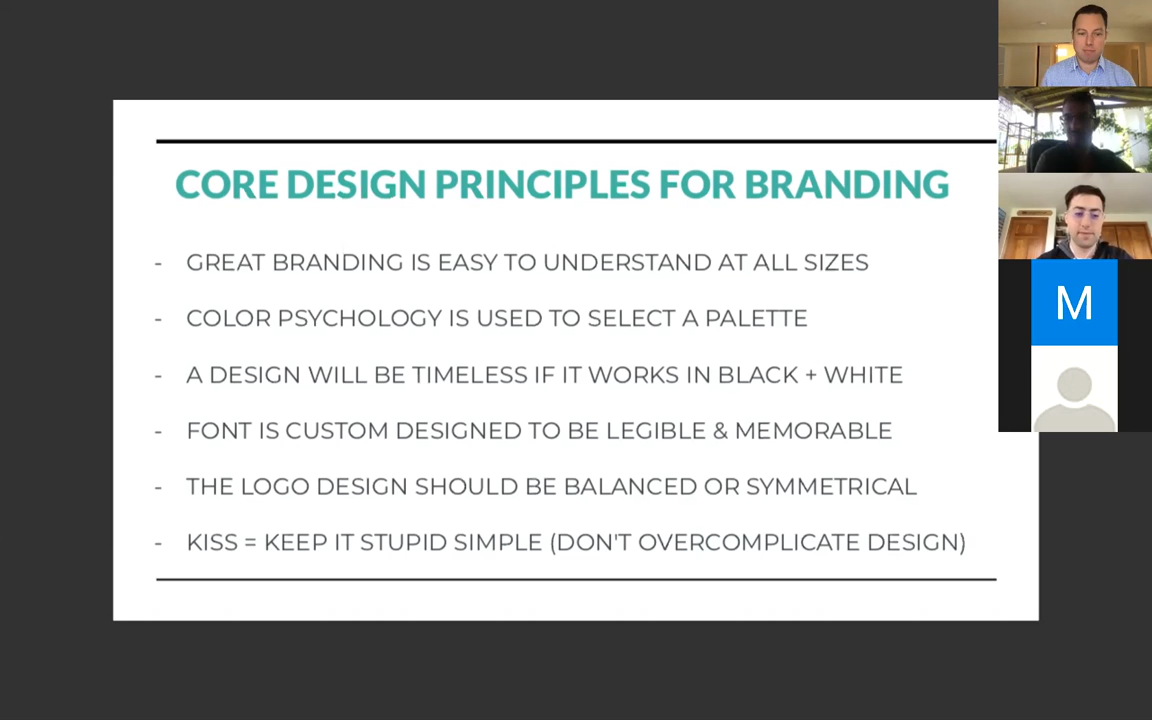 CORE DESIGN PRINCIPLES FOR BRANDING
- GREAT BRANDING IS EASY TO UNDERSTAND AT ALL SIZES
- COLOR PSYCHOLOGY IS USED TO SELECT A PALETTE
- A DESIGN WILL BE TIMELESS IF IT WORKS IN BLACK + WHITE
- FONT IS CUSTOM DESIGNED TO BE LEGIBLE & MEMORABLE
- THE LOGO DESIGN SHOULD BE BALANCED OR SYMMETRICAL
- KISS = KEEP IT STUPID SIMPLE (DON'T OVERCOMPLICATE DESIGN)
M